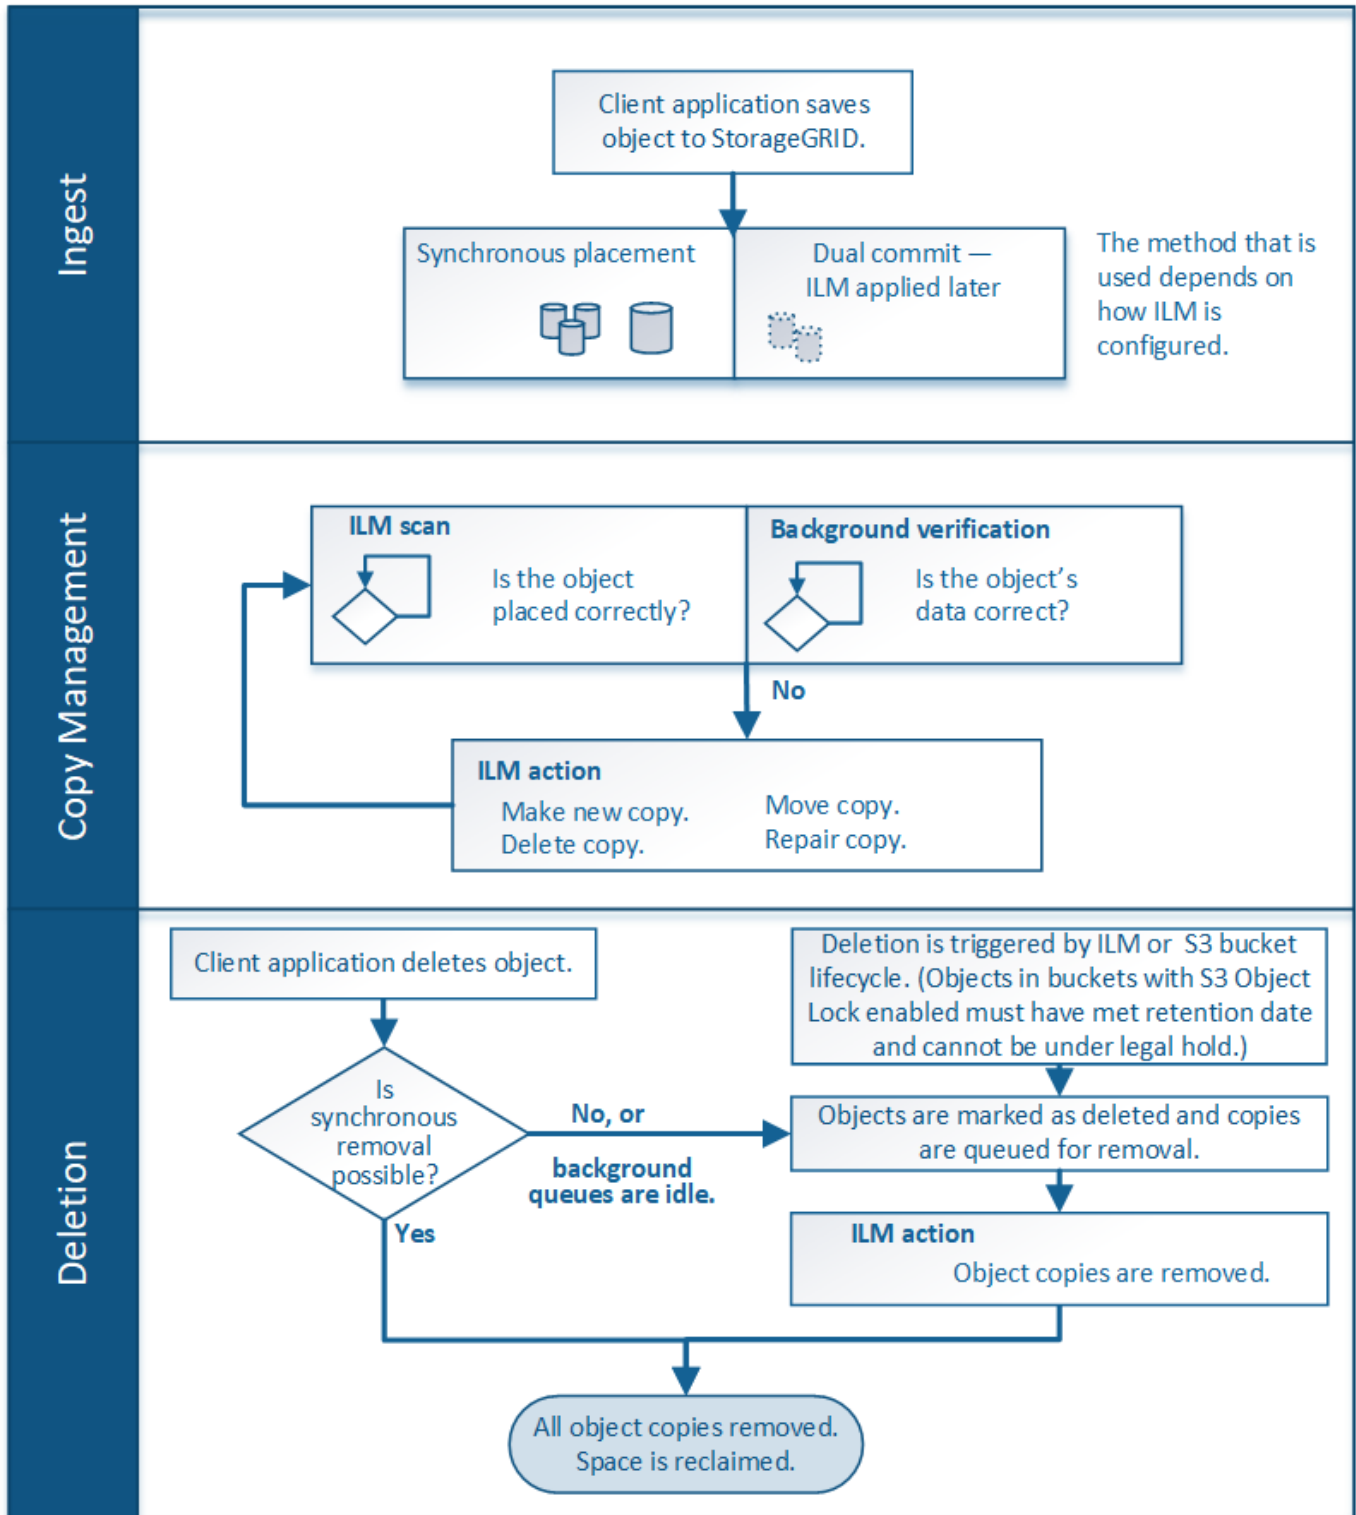 Ingest
Client application saves
object to StorageGRID.
Synchronous placement
Dual commit —
ILM applied later
The method that is
used depends on
how ILM is
configured.
Copy Management
ILM scan
Is the object
placed correctly?
Background verification
Is the object's
data correct?
No
ILM action
Make new copy.
Delete copy.
Move copy.
Repair copy.
Deletion
Client application deletes object.
Is
synchronous
removal
possible?
No, or
background
queues are idle.
Yes
Deletion is triggered by ILM or S3 bucket
lifecycle. (Objects in buckets with S3 Object
Lock enabled must have met retention date
and cannot be under legal hold.)
Objects are marked as deleted and copies
are queued for removal.
ILM action
Object copies are removed.
All object copies removed.
Space is reclaimed.